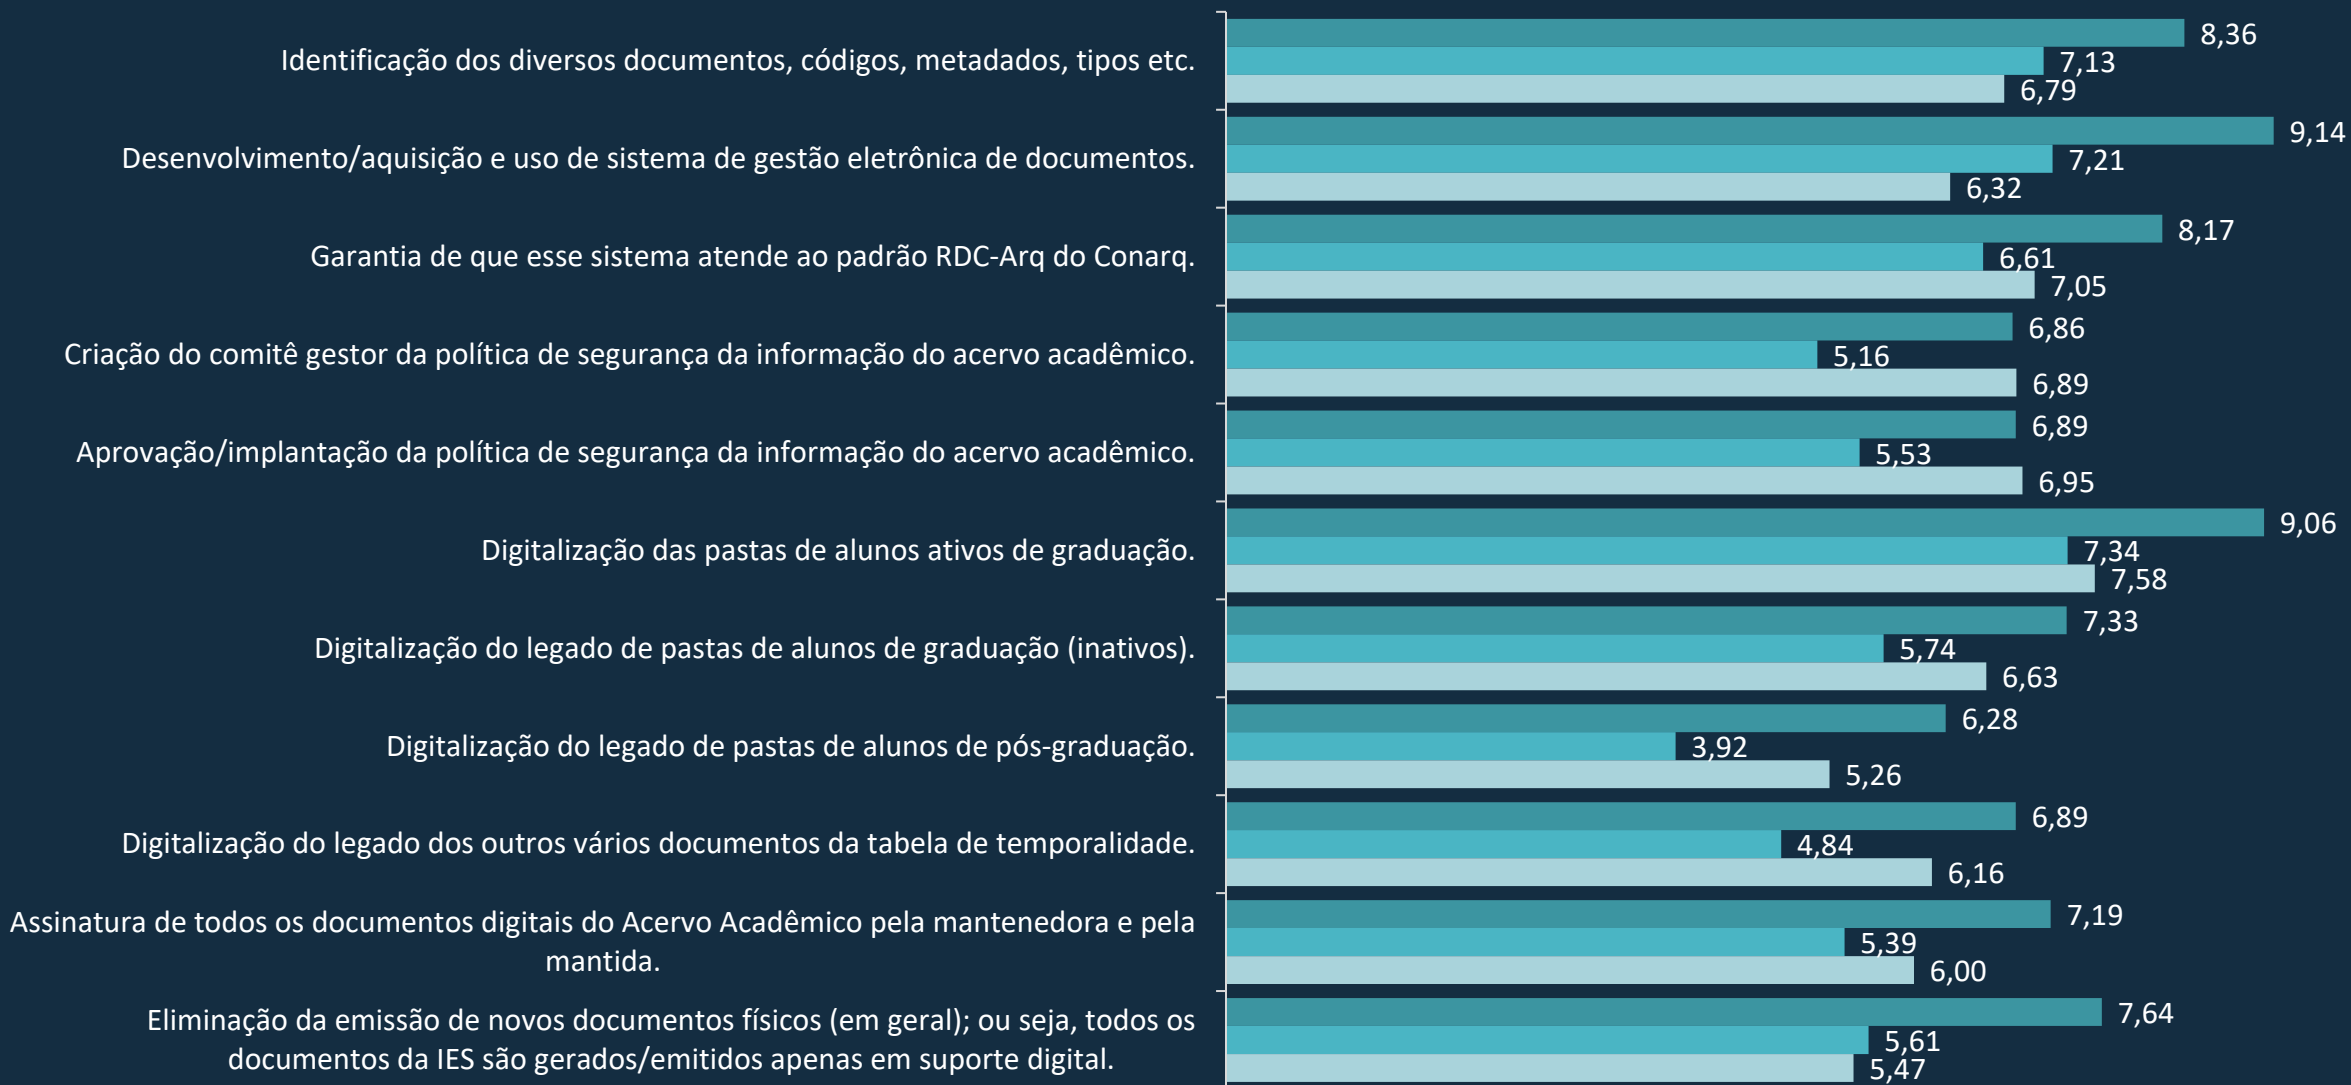 Identificação dos diversos documentos, códigos, metadados, tipos etc.
8,36
7,13
6,79
Desenvolvimento/aquisição e uso de sistema de gestão eletrônica de documentos.
9,14
7,21
6,32
Garantia de que esse sistema atende ao padrão RDC-Arq do Conarq.
8,17
6,61
7,05
Criação do comitê gestor da política de segurança da informação do acervo acadêmico.
6,86
5,16
6,89
Aprovação/implantação da política de segurança da informação do acervo acadêmico.
6,89
5,53
6,95
Digitalização das pastas de alunos ativos de graduação.
9,06
7,34
7,58
Digitalização do legado de pastas de alunos de graduação (inativos).
7,33
5,74
6,63
Digitalização do legado de pastas de alunos de pós-graduação.
6,28
3,92
5,26
Digitalização do legado dos outros vários documentos da tabela de temporalidade.
6,89
4,84
6,16
Assinatura de todos os documentos digitais do Acervo Acadêmico pela mantenedora e pela
mantida.
7,19
5,39
6,00
Eliminação da emissão de novos documentos físicos (em geral); ou seja, todos os
documentos da IES são gerados/emitidos apenas em suporte digital.
7,64
5,61
5,47